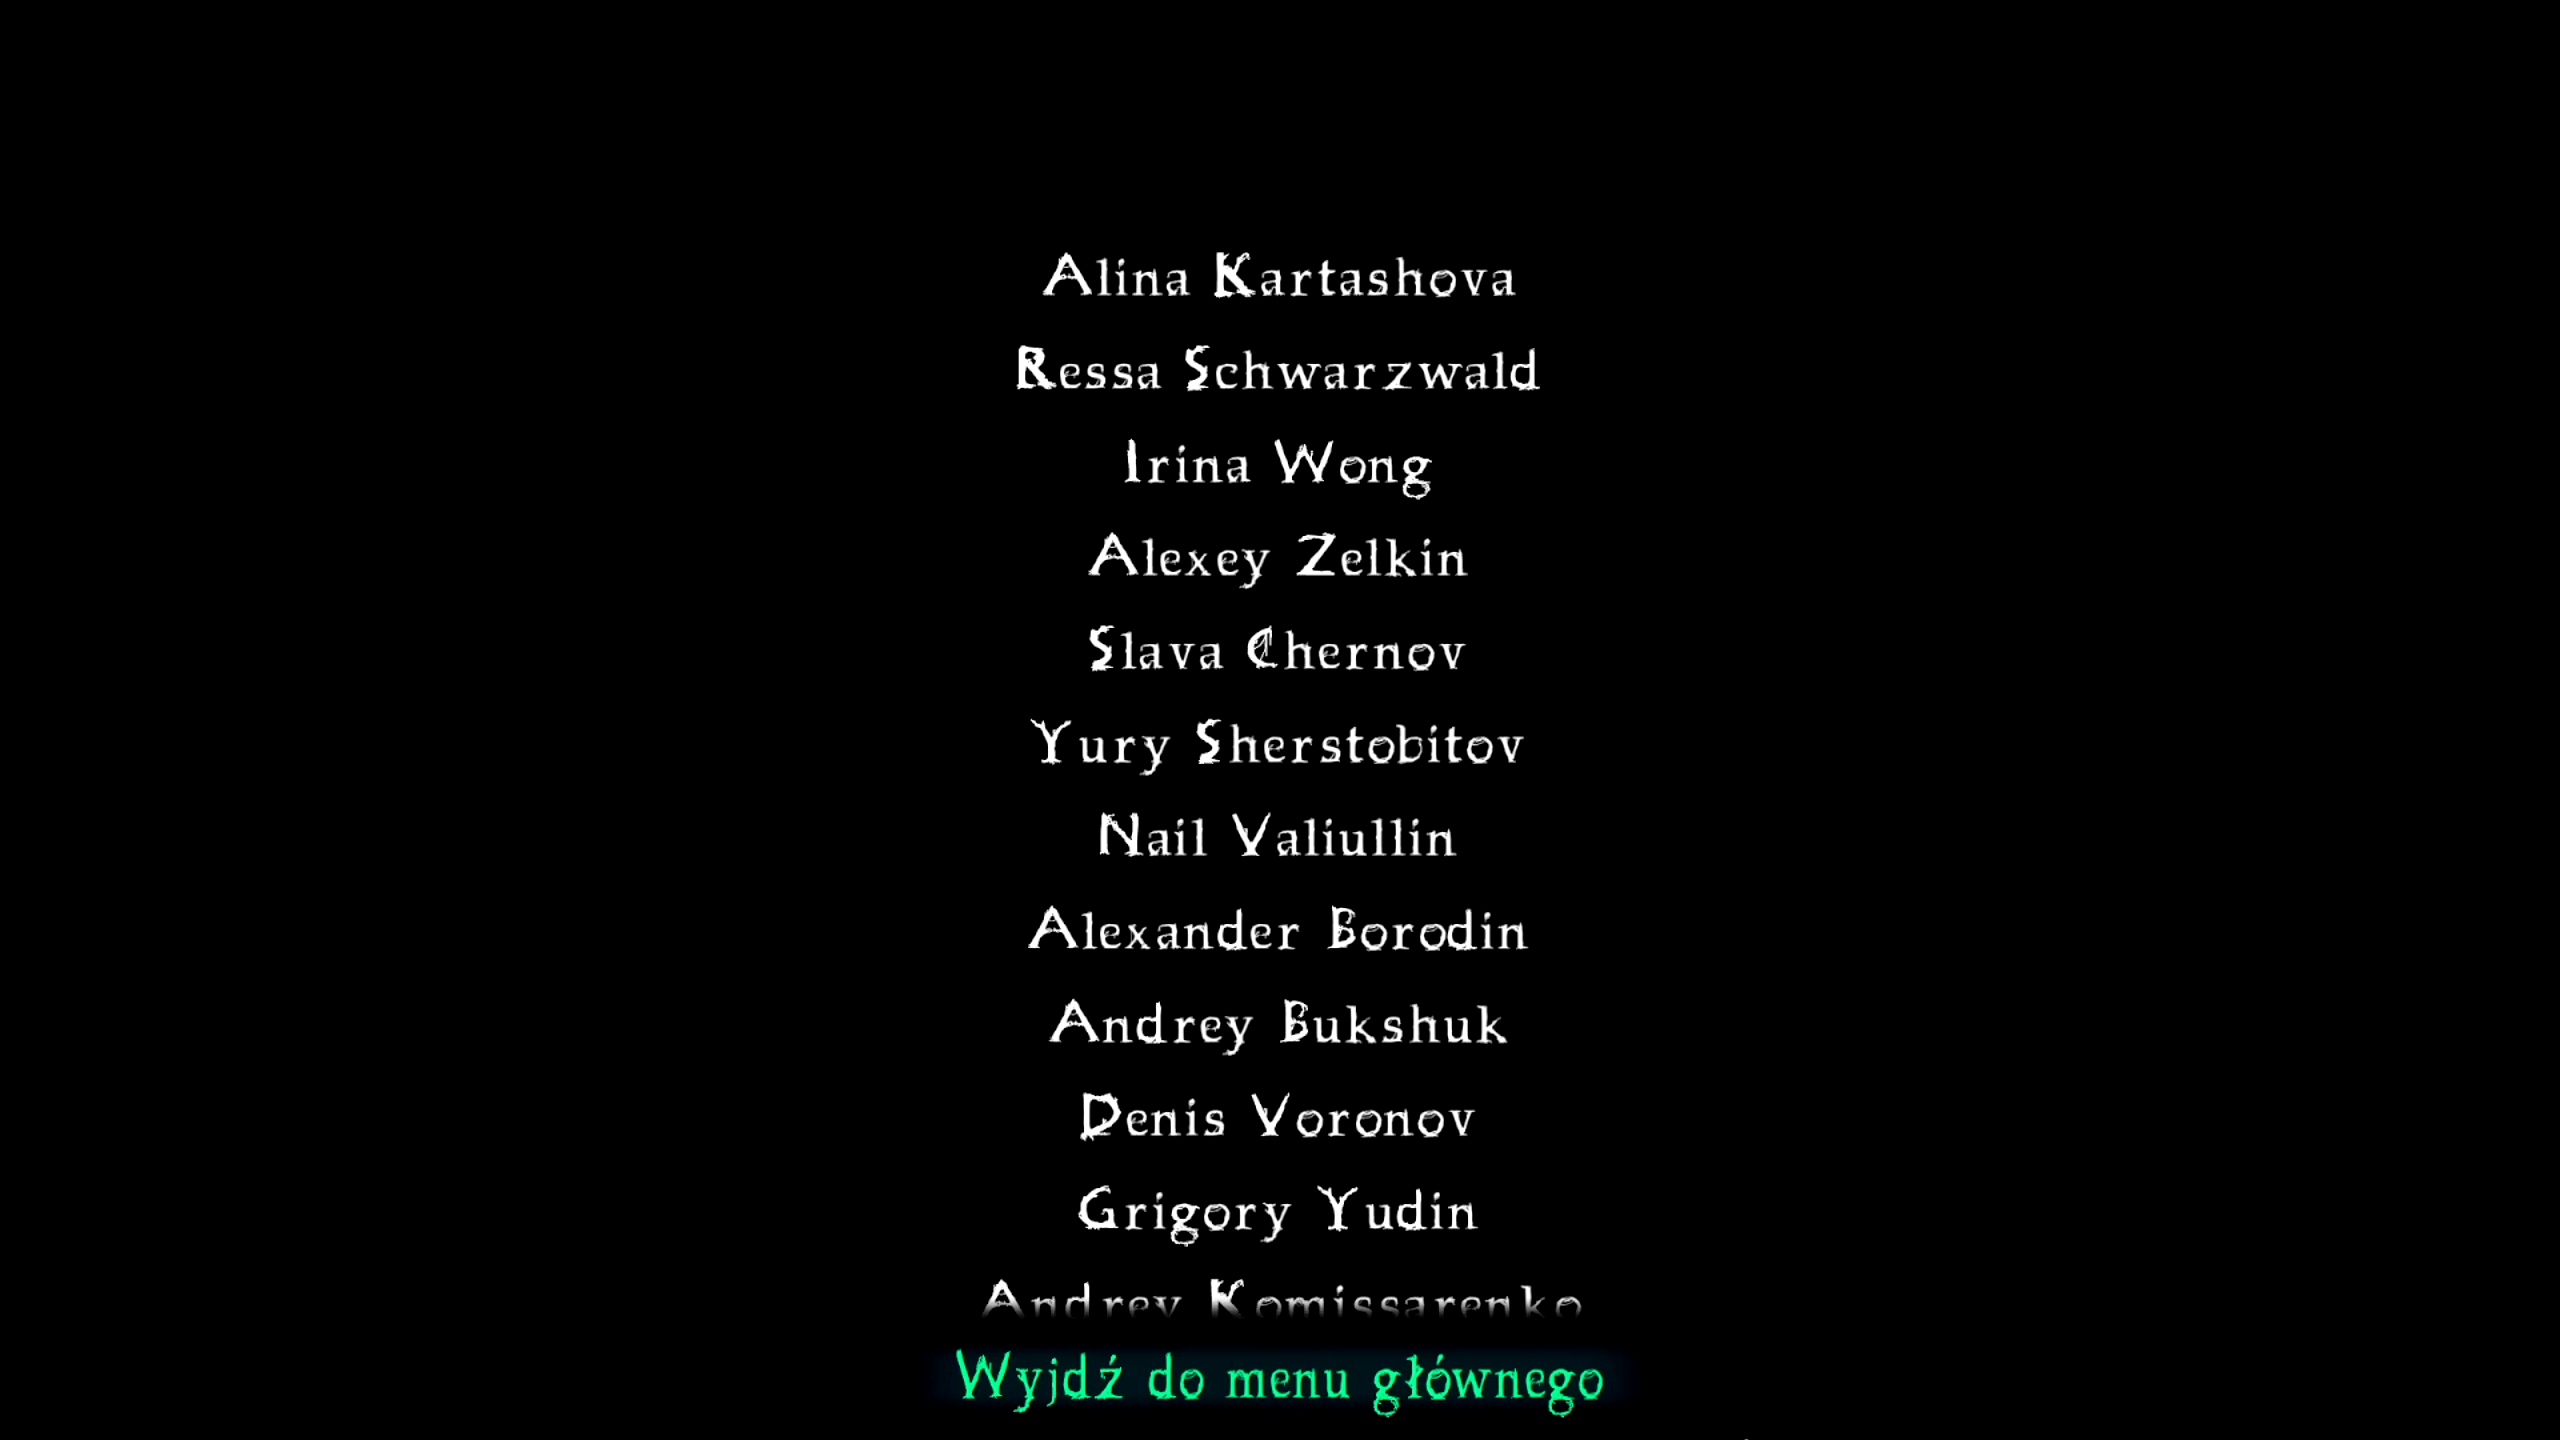 Alina Kartashova
Ressa Schwarzwald
Irina Wong
Alexey Zelkin
Slava Chernov
Yury Sherstobitov
Nail Valiullin
Alexander Borodin
Andrey Bukshuk
Denis Voronov
Grigory Yudin
Andrey Komissarenko
Wyjdź do menu głównego